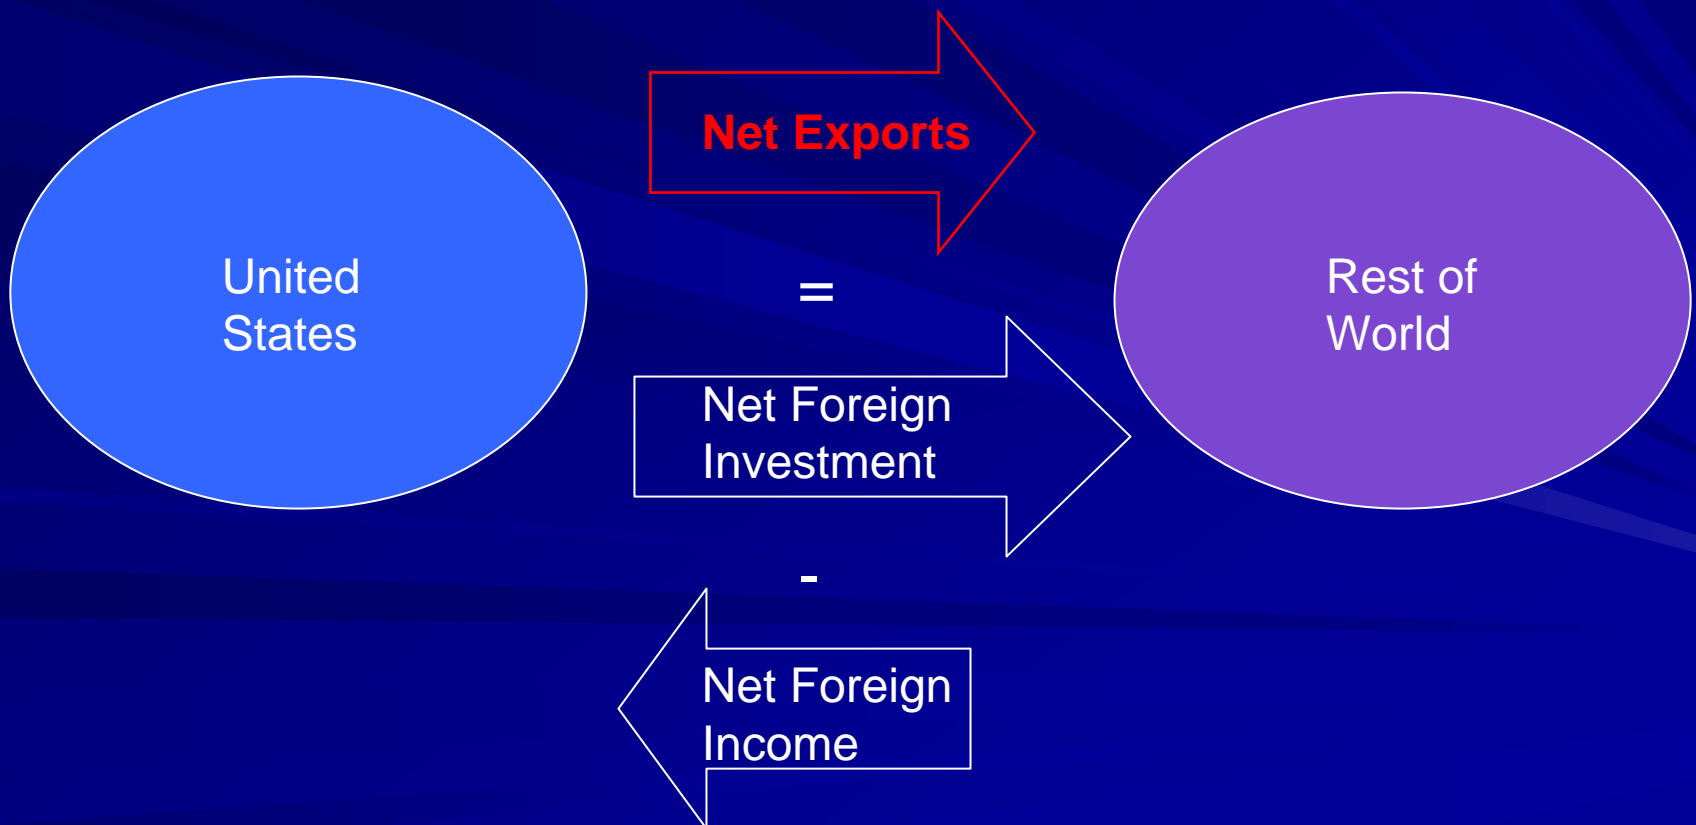 Net Exports
United
States
=
Rest of
World
Net Foreign
Investment
-
Net Foreign
Income